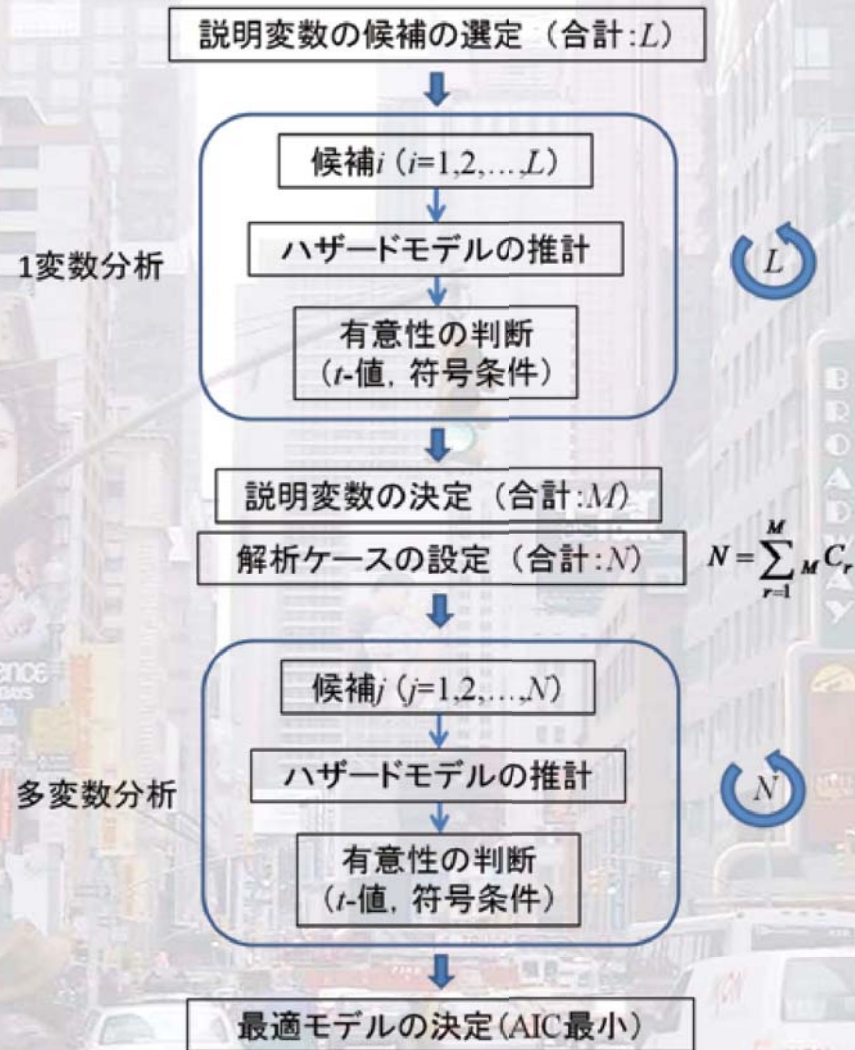 説明変数の候補の選定（合計:L）
候補i (i=1,2,…,L)
ハザードモデルの推計
1変数分析
L
有意性の判断
(t-値, 符号条件)
説明変数の決定（合計:M）
解析ケースの設定（合計:N）
N = \sum_{r=1}^{M} {}_M C_r
候補j (j=1,2,…,N)
ハザードモデルの推計
多変数分析
N
有意性の判断
(t-値, 符号条件)
最適モデルの決定(AIC最小)
BROADWAY